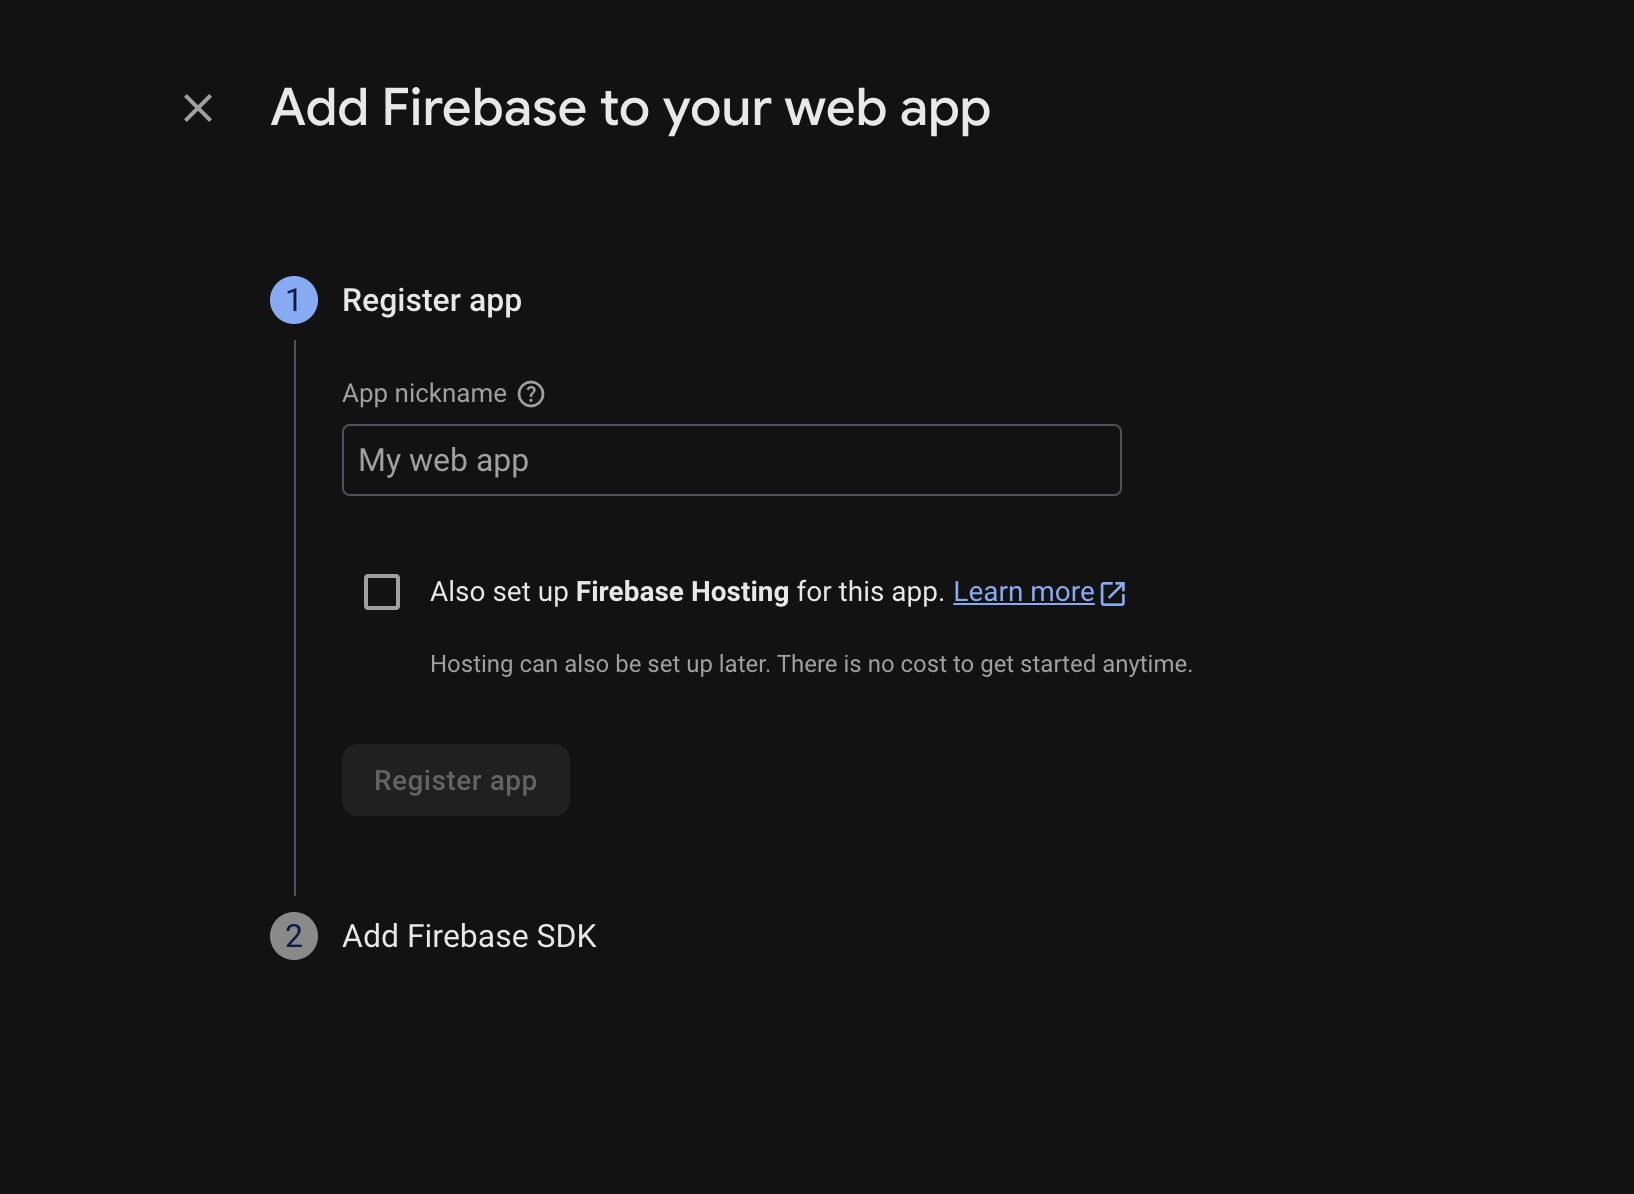 Add Firebase to your web app
1 Register app
App nickname ?
My web app
Also set up Firebase Hosting for this app. Learn more
Hosting can also be set up later. There is no cost to get started anytime.
Register app
2 Add Firebase SDK